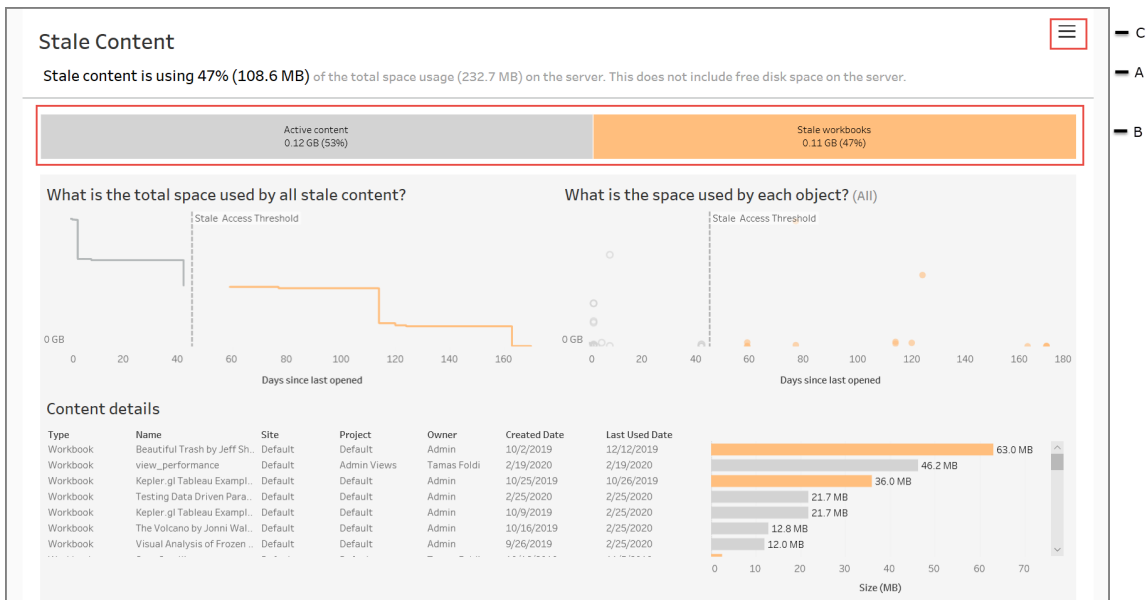 Stale Content
C
Stale content is using 47% (108.6 MB) of the total space usage (232.7 MB) on the server. This does not include free disk space on the server.
A
Active content
0.12 GB (53%)
Stale workbooks
0.11 GB (47%)
B
What is the total space used by all stale content?
Stale Access Threshold
0 GB
0 20 40 60 80 100 120 140 160
Days since last opened
What is the space used by each object? (All)
Stale Access Threshold
0 GB
0 20 40 60 80 100 120 140 160 180
Days since last opened
Content details
Type Name Site Project Owner Created Date Last Used Date
Workbook Beautiful Trash by Jeff Sh.. Default Default Admin 10/2/2019 12/12/2019 63.0 MB
Workbook view_performance Default Admin Views Tamas Foldi 2/19/2020 2/19/2020 46.2 MB
Workbook Kepler.gl Tableau Exampl.. Default Default Admin 10/25/2019 10/26/2019 36.0 MB
Workbook Testing Data Driven Para.. Default Default Admin 2/25/2020 2/25/2020 21.7 MB
Workbook Kepler.gl Tableau Exampl.. Default Default Admin 10/9/2019 2/25/2020 21.7 MB
Workbook The Volcano by Jonni Wal.. Default Default Admin 10/16/2019 2/25/2020 12.8 MB
Workbook Visual Analysis of Frozen .. Default Default Admin 9/26/2019 2/25/2020 12.0 MB
0 10 20 30 40 50 60 70
Size (MB)